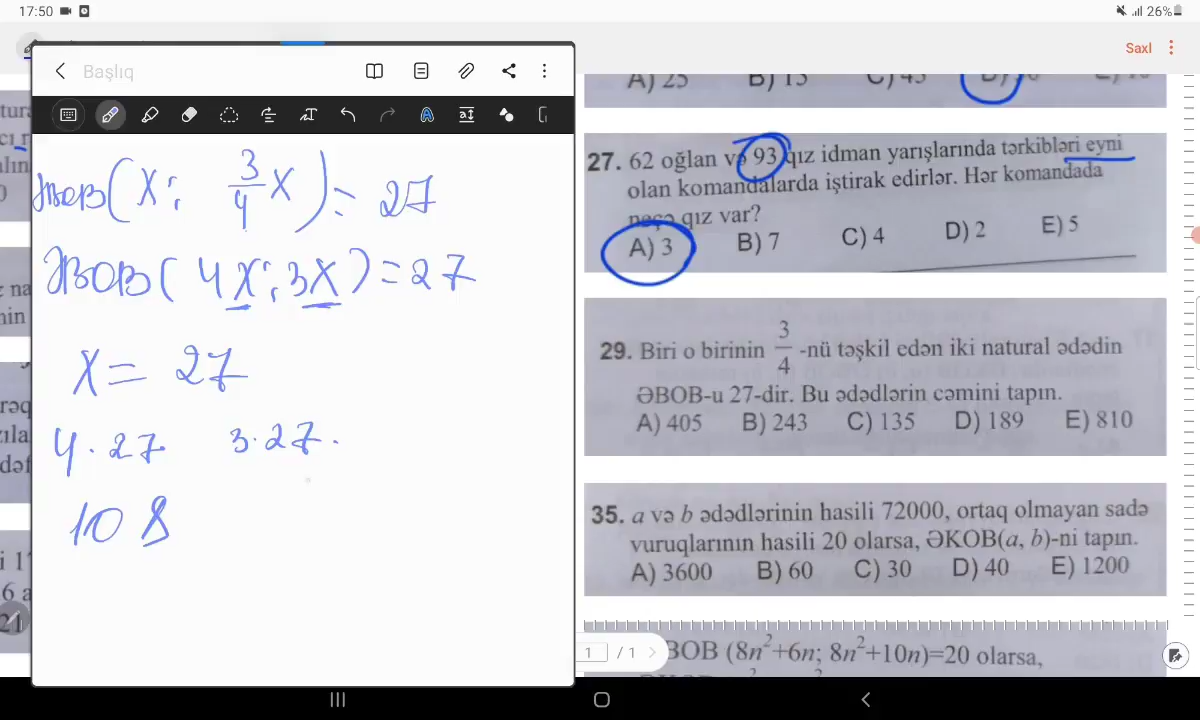 17:50
26%
Saxl
Başlıq
ƏBOB(x; 3/4 x) = 27
ƏBOB(4x; 3x) = 27
x = 27
4·27 3·27.
108
A) 25 B) 15 C) 45
27. 62 oğlan və 93 qız idman yarışlarında tərkibləri eyni
olan komandalarda iştirak edirlər. Hər komandada
neçə qız var?
A) 3 B) 7 C) 4 D) 2 E) 5
29. Biri o birinin 3/4 -nü təşkil edən iki natural ədədin
ƏBOB-u 27-dir. Bu ədədlərin cəmini tapın.
A) 405 B) 243 C) 135 D) 189 E) 810
35. a və b ədədlərinin hasili 72000, ortaq olmayan sadə
vuruqlarının hasili 20 olarsa, ƏKOB(a, b)-ni tapın.
A) 3600 B) 60 C) 30 D) 40 E) 1200
1 / 1
BOB (8n²+6n; 8n²+10n)=20 olarsa,
21